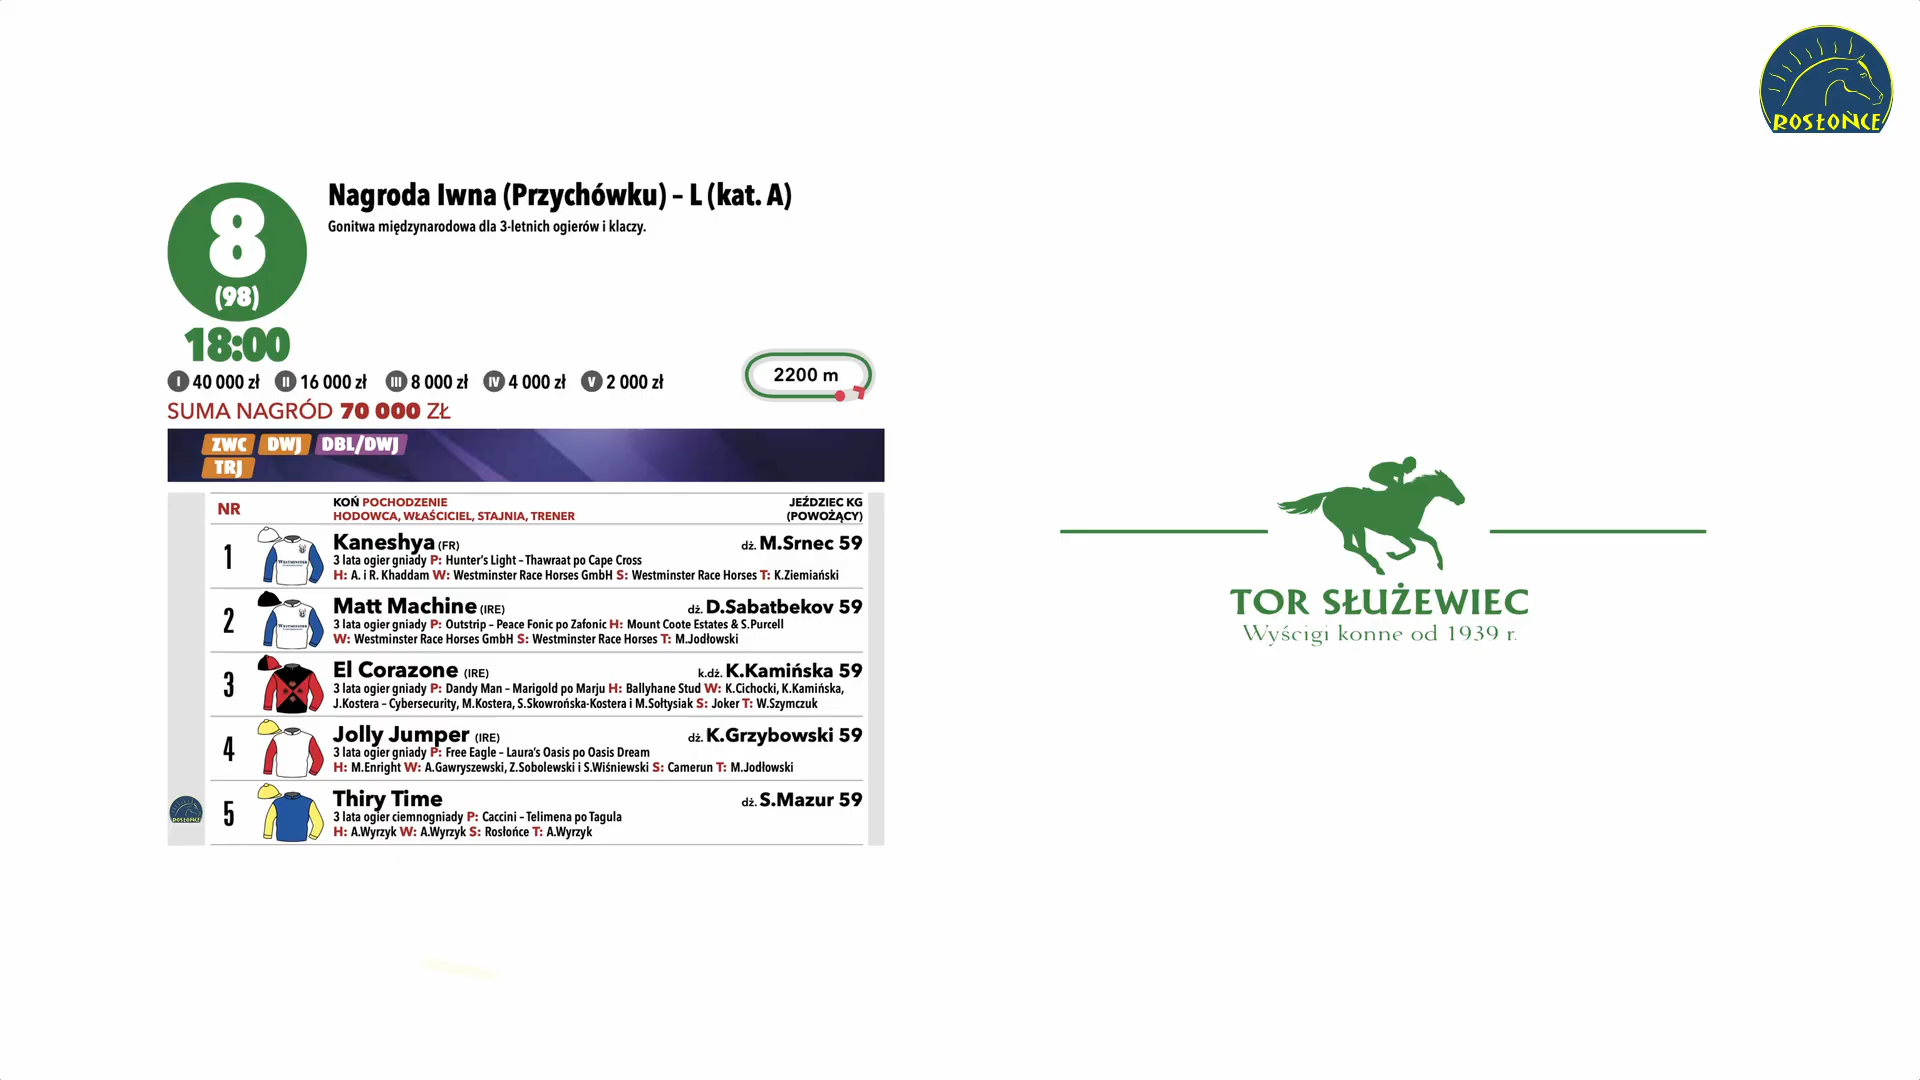 ROSŁOŃCE
8
(98)
18:00
Nagroda Iwna (Przychówku) – L (kat. A)
Gonitwa międzynarodowa dla 3-letnich ogierów i klaczy.
I 40 000 zł II 16 000 zł III 8 000 zł IV 4 000 zł V 2 000 zł
2200 m
SUMA NAGRÓD 70 000 ZŁ
ZWC DWJ DBL/DWJ
TRJ
NR
KOŃ POCHODZENIE
HODOWCA, WŁAŚCICIEL, STAJNIA, TRENER
JEŹDZIEC KG
(POWOŻĄCY)
1
Kaneshya (FR) dż. M.Srnec 59
3 lata ogier gniady P: Hunter's Light – Thawraat po Cape Cross
H: A. i R. Khaddam W: Westminster Race Horses GmbH S: Westminster Race Horses T: K.Ziemiański
WESTMINSTER
2
Matt Machine (IRE) dż. D.Sabatbekov 59
3 lata ogier gniady P: Outstrip – Peace Fonic po Zafonic H: Mount Coote Estates & S.Purcell
W: Westminster Race Horses GmbH S: Westminster Race Horses T: M.Jodłowski
WESTMINSTER
3
El Corazone (IRE) k.dż. K.Kamińska 59
3 lata ogier gniady P: Dandy Man – Marigold po Marju H: Ballyhane Stud W: K.Cichocki, K.Kamińska,
J.Kostera – Cybersecurity, M.Kostera, S.Skowrońska-Kostera i M.Sołtysiak S: Joker T: W.Szymczuk
4
Jolly Jumper (IRE) dż. K.Grzybowski 59
3 lata ogier gniady P: Free Eagle – Laura's Oasis po Oasis Dream
H: M.Enright W: A.Gawryszewski, Z.Sobolewski i S.Wiśniewski S: Camerun T: M.Jodłowski
ROSŁOŃCE
5
Thiry Time dż. S.Mazur 59
3 lata ogier ciemnogniady P: Caccini – Telimena po Tagula
H: A.Wyrzyk W: A.Wyrzyk S: Rosłońce T: A.Wyrzyk
TOR SŁUŻEWIEC
Wyścigi konne od 1939 r.